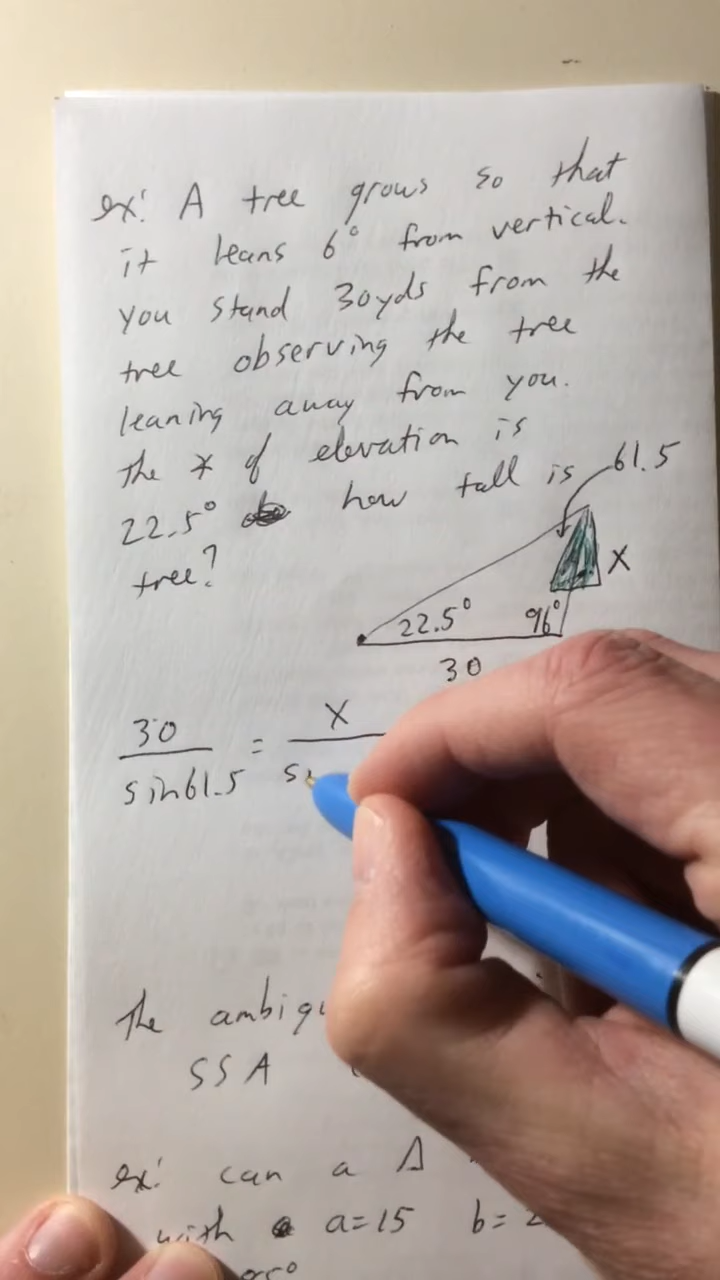 ex: A tree grows so that
it leans 6° from vertical.
you stand 30yds from the
tree observing the tree
leaning away from you.
the ∡ of elevation is
22.5° how tall is
tree?
61.5
X
22.5° 96°
30
30 / sin61.5 = X /
The
SSA
ex: can a Δ
with a=15 b=